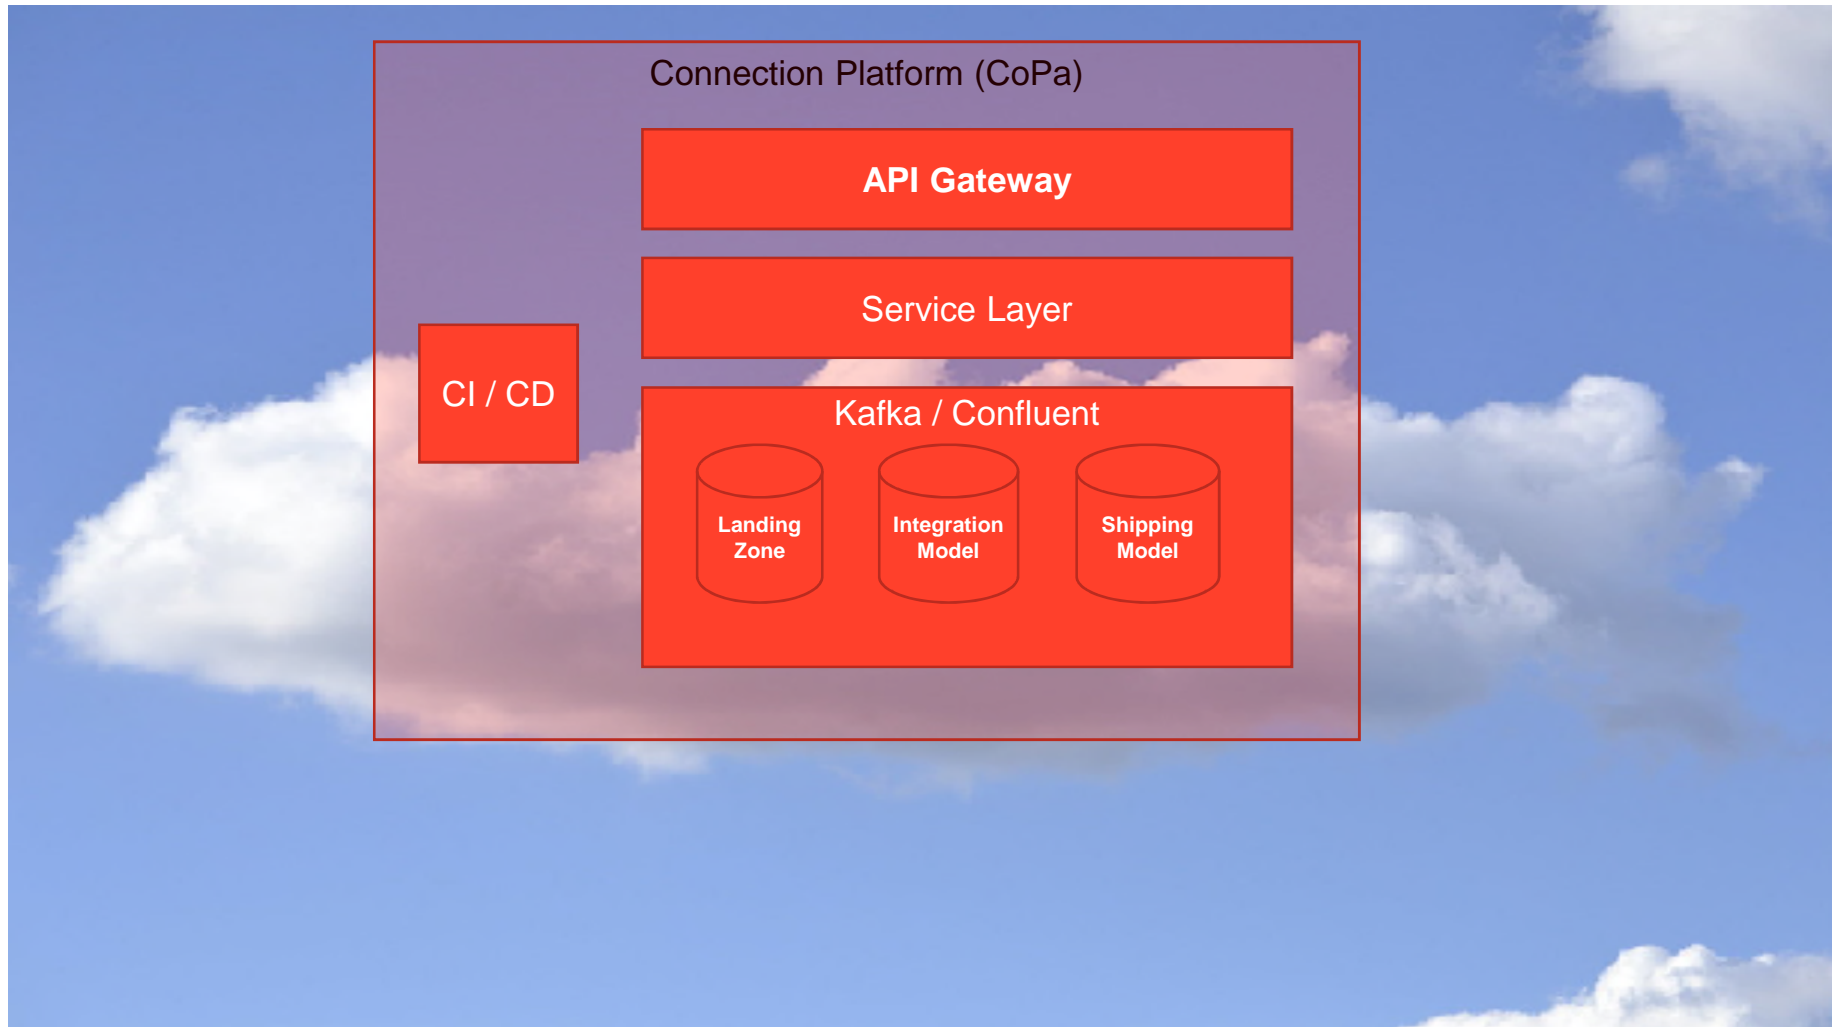 Connection Platform (CoPa)
API Gateway
Service Layer
CI / CD
Kafka / Confluent
Landing
Zone
Integration
Model
Shipping
Model